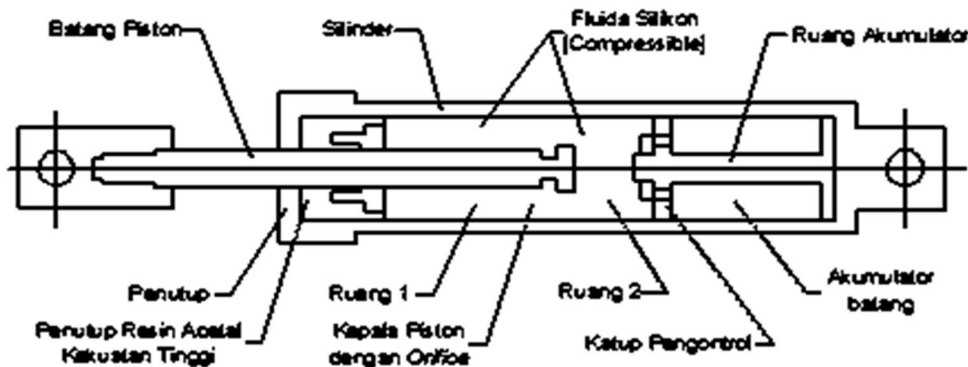 Batang Piston
Silinder
Fluida Silikon
[Compressible]
Ruang Akumulator
Penutup
Ruang 1
Ruang 2
Akumulator
batang
Penutup Resin Acetal
Kekuatan Tinggi
Kepala Piston
dengan Orifice
Katup Pengontrol